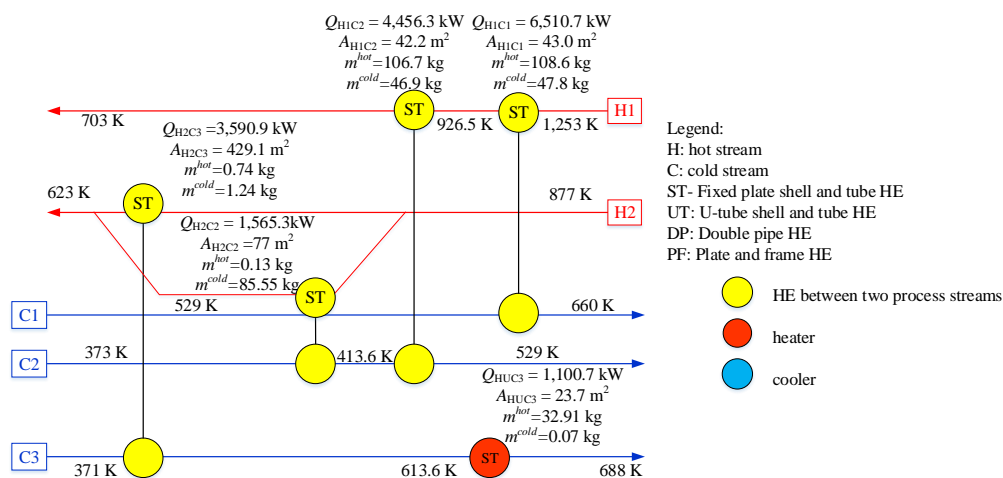 Q_H1C2 = 4,456.3 kW
A_H1C2 = 42.2 m²
m^hot=106.7 kg
m^cold=46.9 kg
Q_H1C1 = 6,510.7 kW
A_H1C1 = 43.0 m²
m^hot=108.6 kg
m^cold=47.8 kg
ST
ST
H1
703 K
926.5 K
1,253 K
Q_H2C3 =3,590.9 kW
A_H2C3 = 429.1 m²
m^hot=0.74 kg
m^cold=1.24 kg
623 K
ST
877 K
H2
Q_H2C2 = 1,565.3kW
A_H2C2 =77 m²
m^hot=0.13 kg
m^cold=85.55 kg
529 K
ST
C1
660 K
373 K
C2
413.6 K
529 K
Q_HUC3 =1,100.7 kW
A_HUC3 = 23.7 m²
m^hot=32.91 kg
m^cold=0.07 kg
C3
371 K
613.6 K
ST
688 K
Legend:
H: hot stream
C: cold stream
ST- Fixed plate shell and tube HE
UT: U-tube shell and tube HE
DP: Double pipe HE
PF: Plate and frame HE
HE between two process streams
heater
cooler